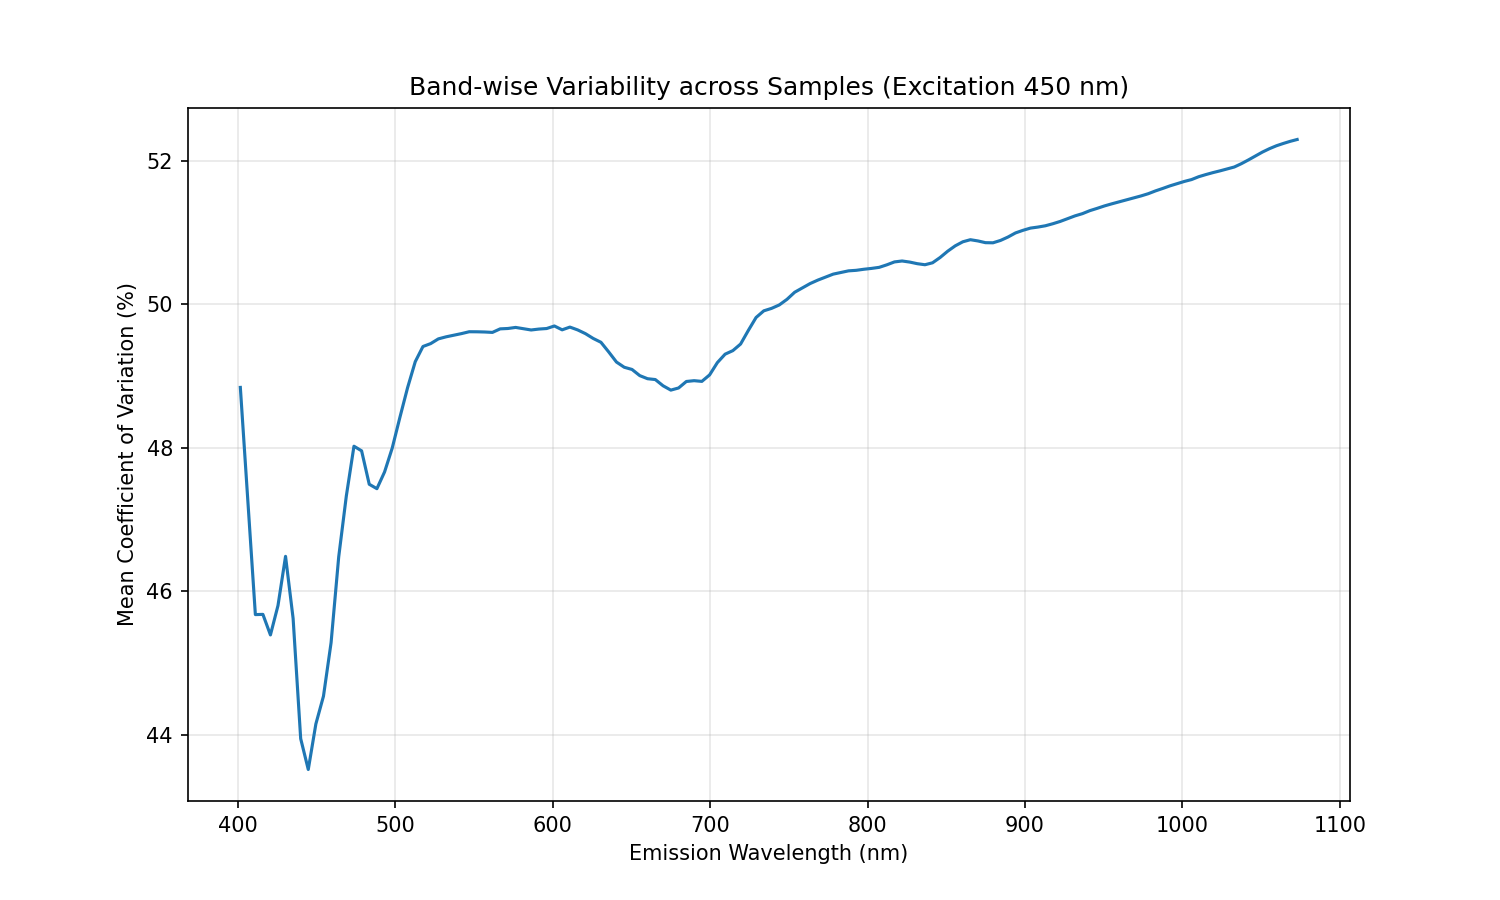 Band-wise Variability across Samples (Excitation 450 nm)
Mean Coefficient of Variation (%)
52
50
48
46
44
400 500 600 700 800 900 1000 1100
Emission Wavelength (nm)